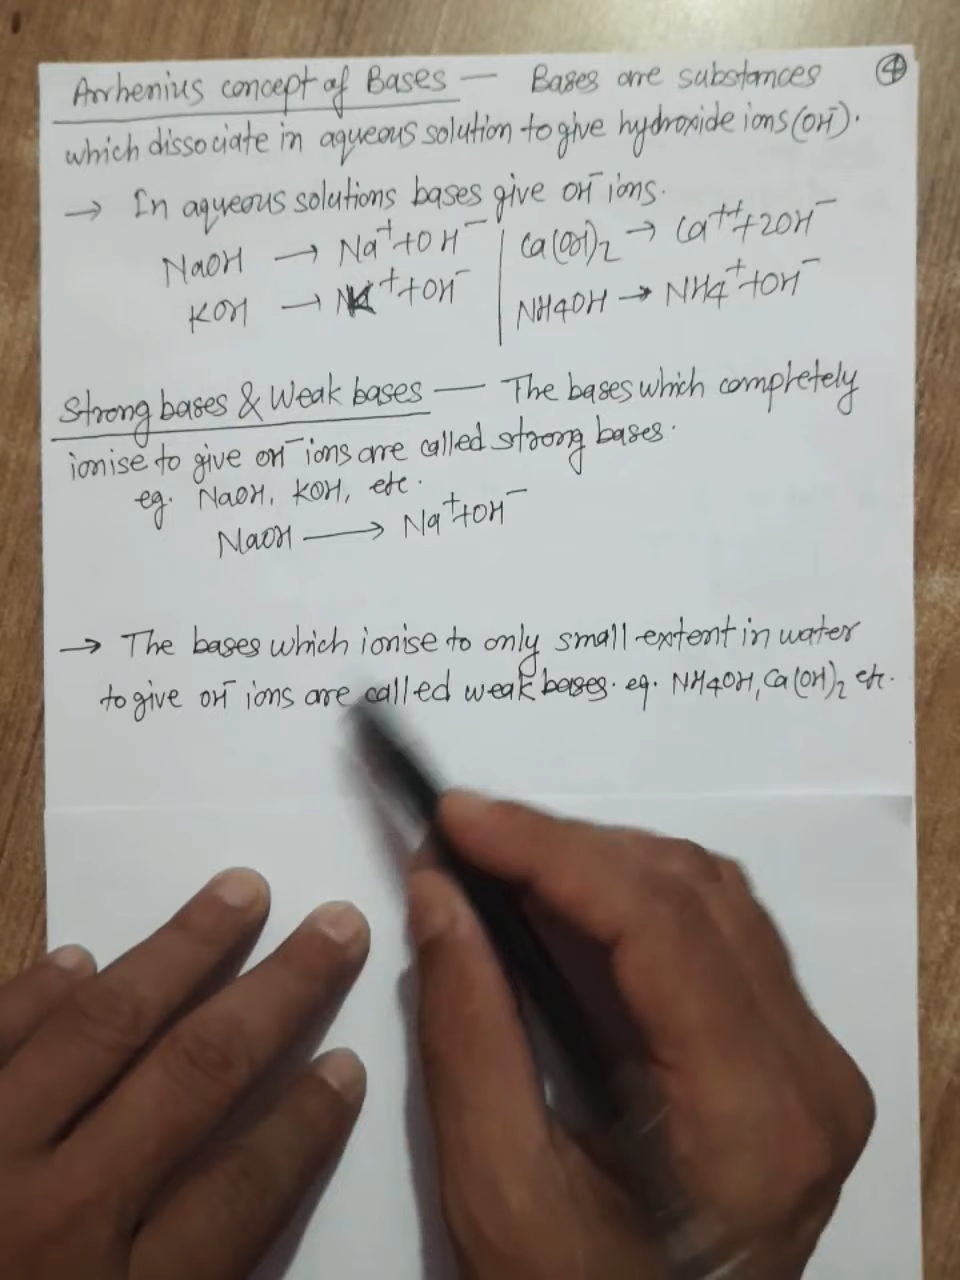 Arrhenius concept of Bases — Bases are substances ④
which dissociate in aqueous solution to give hydroxide ions (OH⁻).
→ In aqueous solutions bases give OH⁻ ions.
NaOH → Na⁺+OH⁻ | Ca(OH)₂ → Ca⁺⁺+2OH⁻
KOH → K⁺+OH⁻ | NH4OH → NH4⁺+OH⁻
Strong bases & Weak bases — The bases which completely
ionise to give OH⁻ ions are called strong bases.
eg. NaOH, KOH, etc.
NaOH → Na⁺+OH⁻
→ The bases which ionise to only small extent in water
to give OH⁻ ions are called weak bases. eg. NH4OH, Ca(OH)₂ etc.